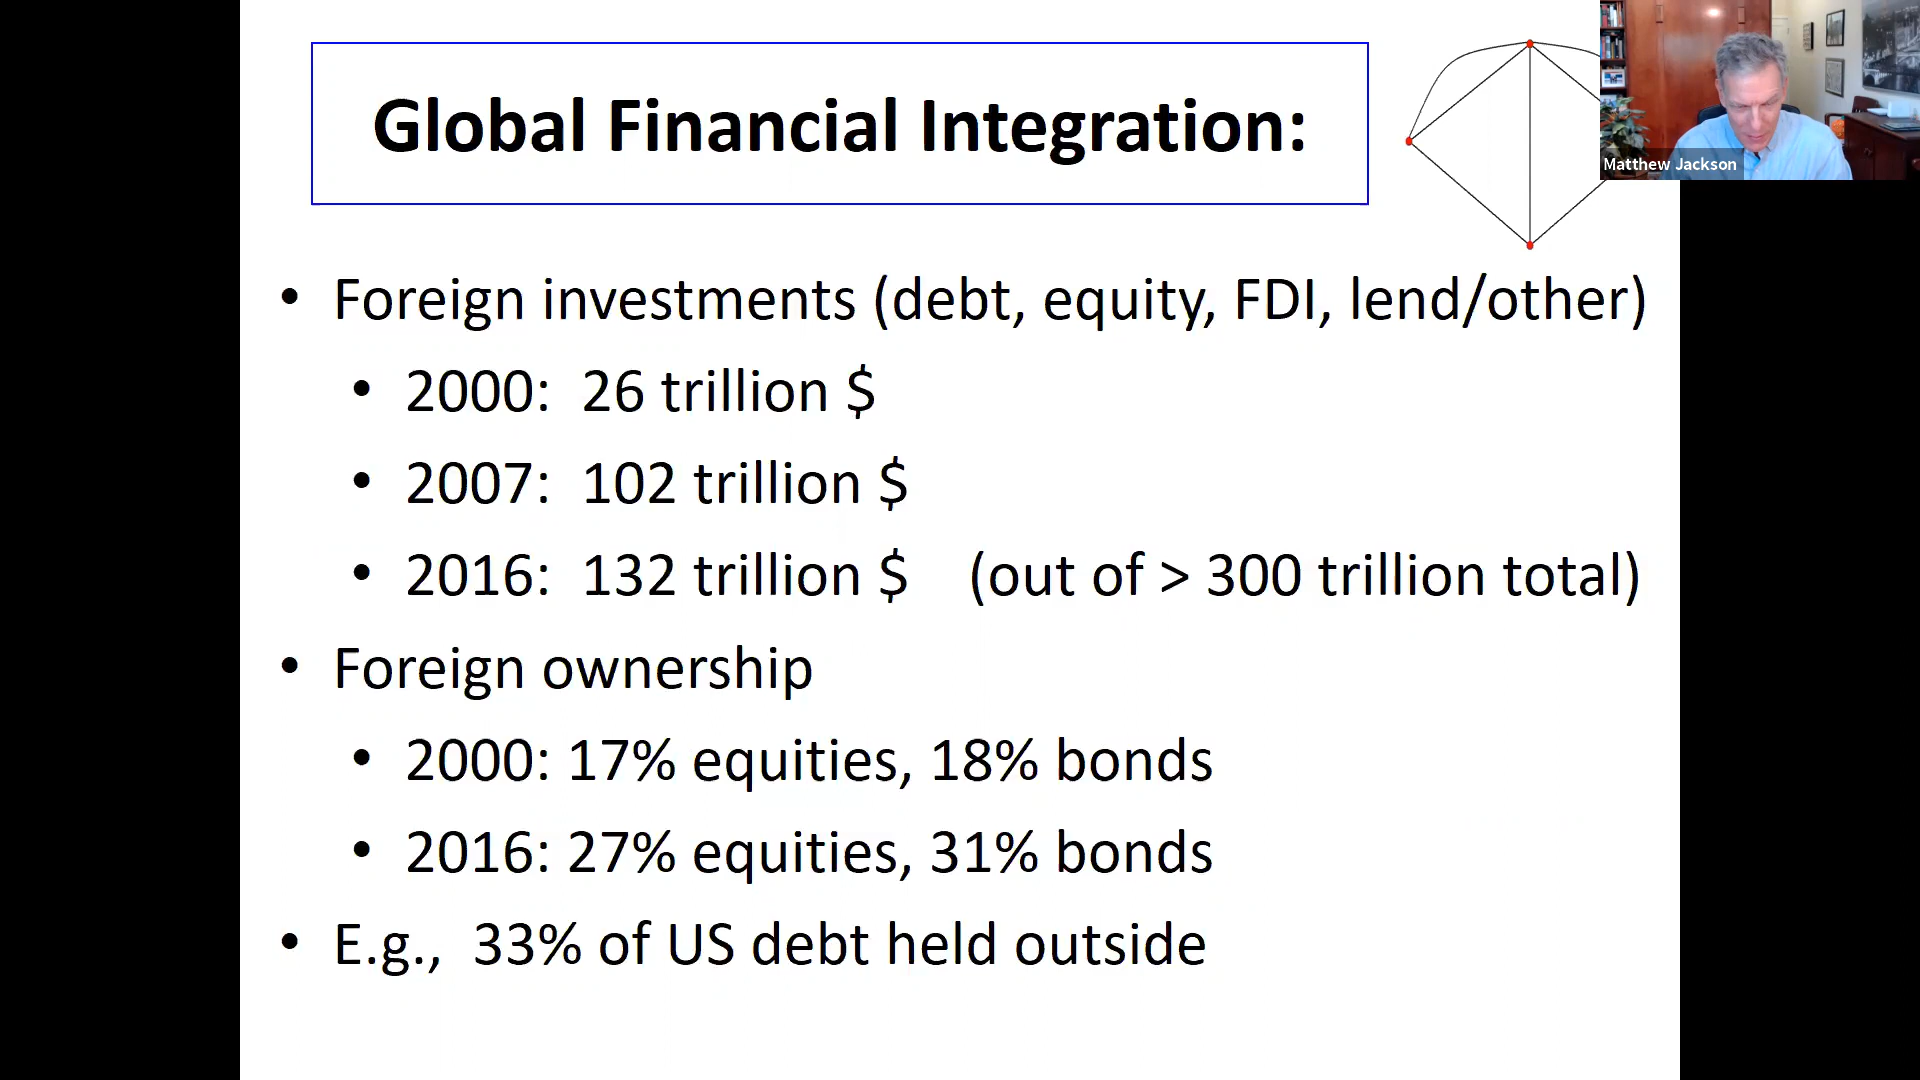 Global Financial Integration:
Matthew Jackson
• Foreign investments (debt, equity, FDI, lend/other)
• 2000: 26 trillion $
• 2007: 102 trillion $
• 2016: 132 trillion $ (out of > 300 trillion total)
• Foreign ownership
• 2000: 17% equities, 18% bonds
• 2016: 27% equities, 31% bonds
• E.g., 33% of US debt held outside